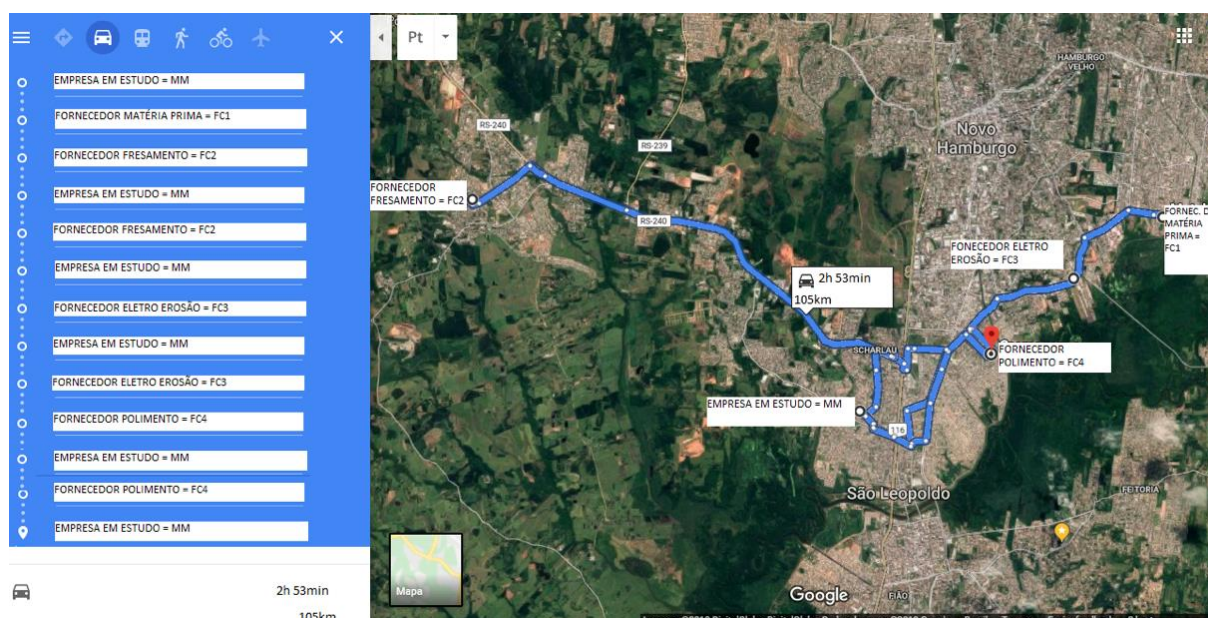 EMPRESA EM ESTUDO = MM
FORNECEDOR MATÉRIA PRIMA = FC1
FORNECEDOR FRESAMENTO = FC2
EMPRESA EM ESTUDO = MM
FORNECEDOR FRESAMENTO = FC2
EMPRESA EM ESTUDO = MM
FORNECEDOR ELETRO EROSÃO = FC3
EMPRESA EM ESTUDO = MM
FORNECEDOR ELETRO EROSÃO = FC3
FORNECEDOR POLIMENTO = FC4
EMPRESA EM ESTUDO = MM
FORNECEDOR POLIMENTO = FC4
EMPRESA EM ESTUDO = MM
2h 53min
105km
Pt
HAMBURGO
VELHO
Novo
Hamburgo
RS-240
RS-239
FORNECEDOR
FRESAMENTO = FC2
RS-240
FORNEC. D
MATÉRIA
PRIMA =
FC1
FONECEDOR ELETRO
EROSÃO = FC3
2h 53min
105km
SCHARLAU
FORNECEDOR
POLIMENTO = FC4
EMPRESA EM ESTUDO = MM
116
São Leopoldo
FEITORIA
Mapa
Google
FIÃO